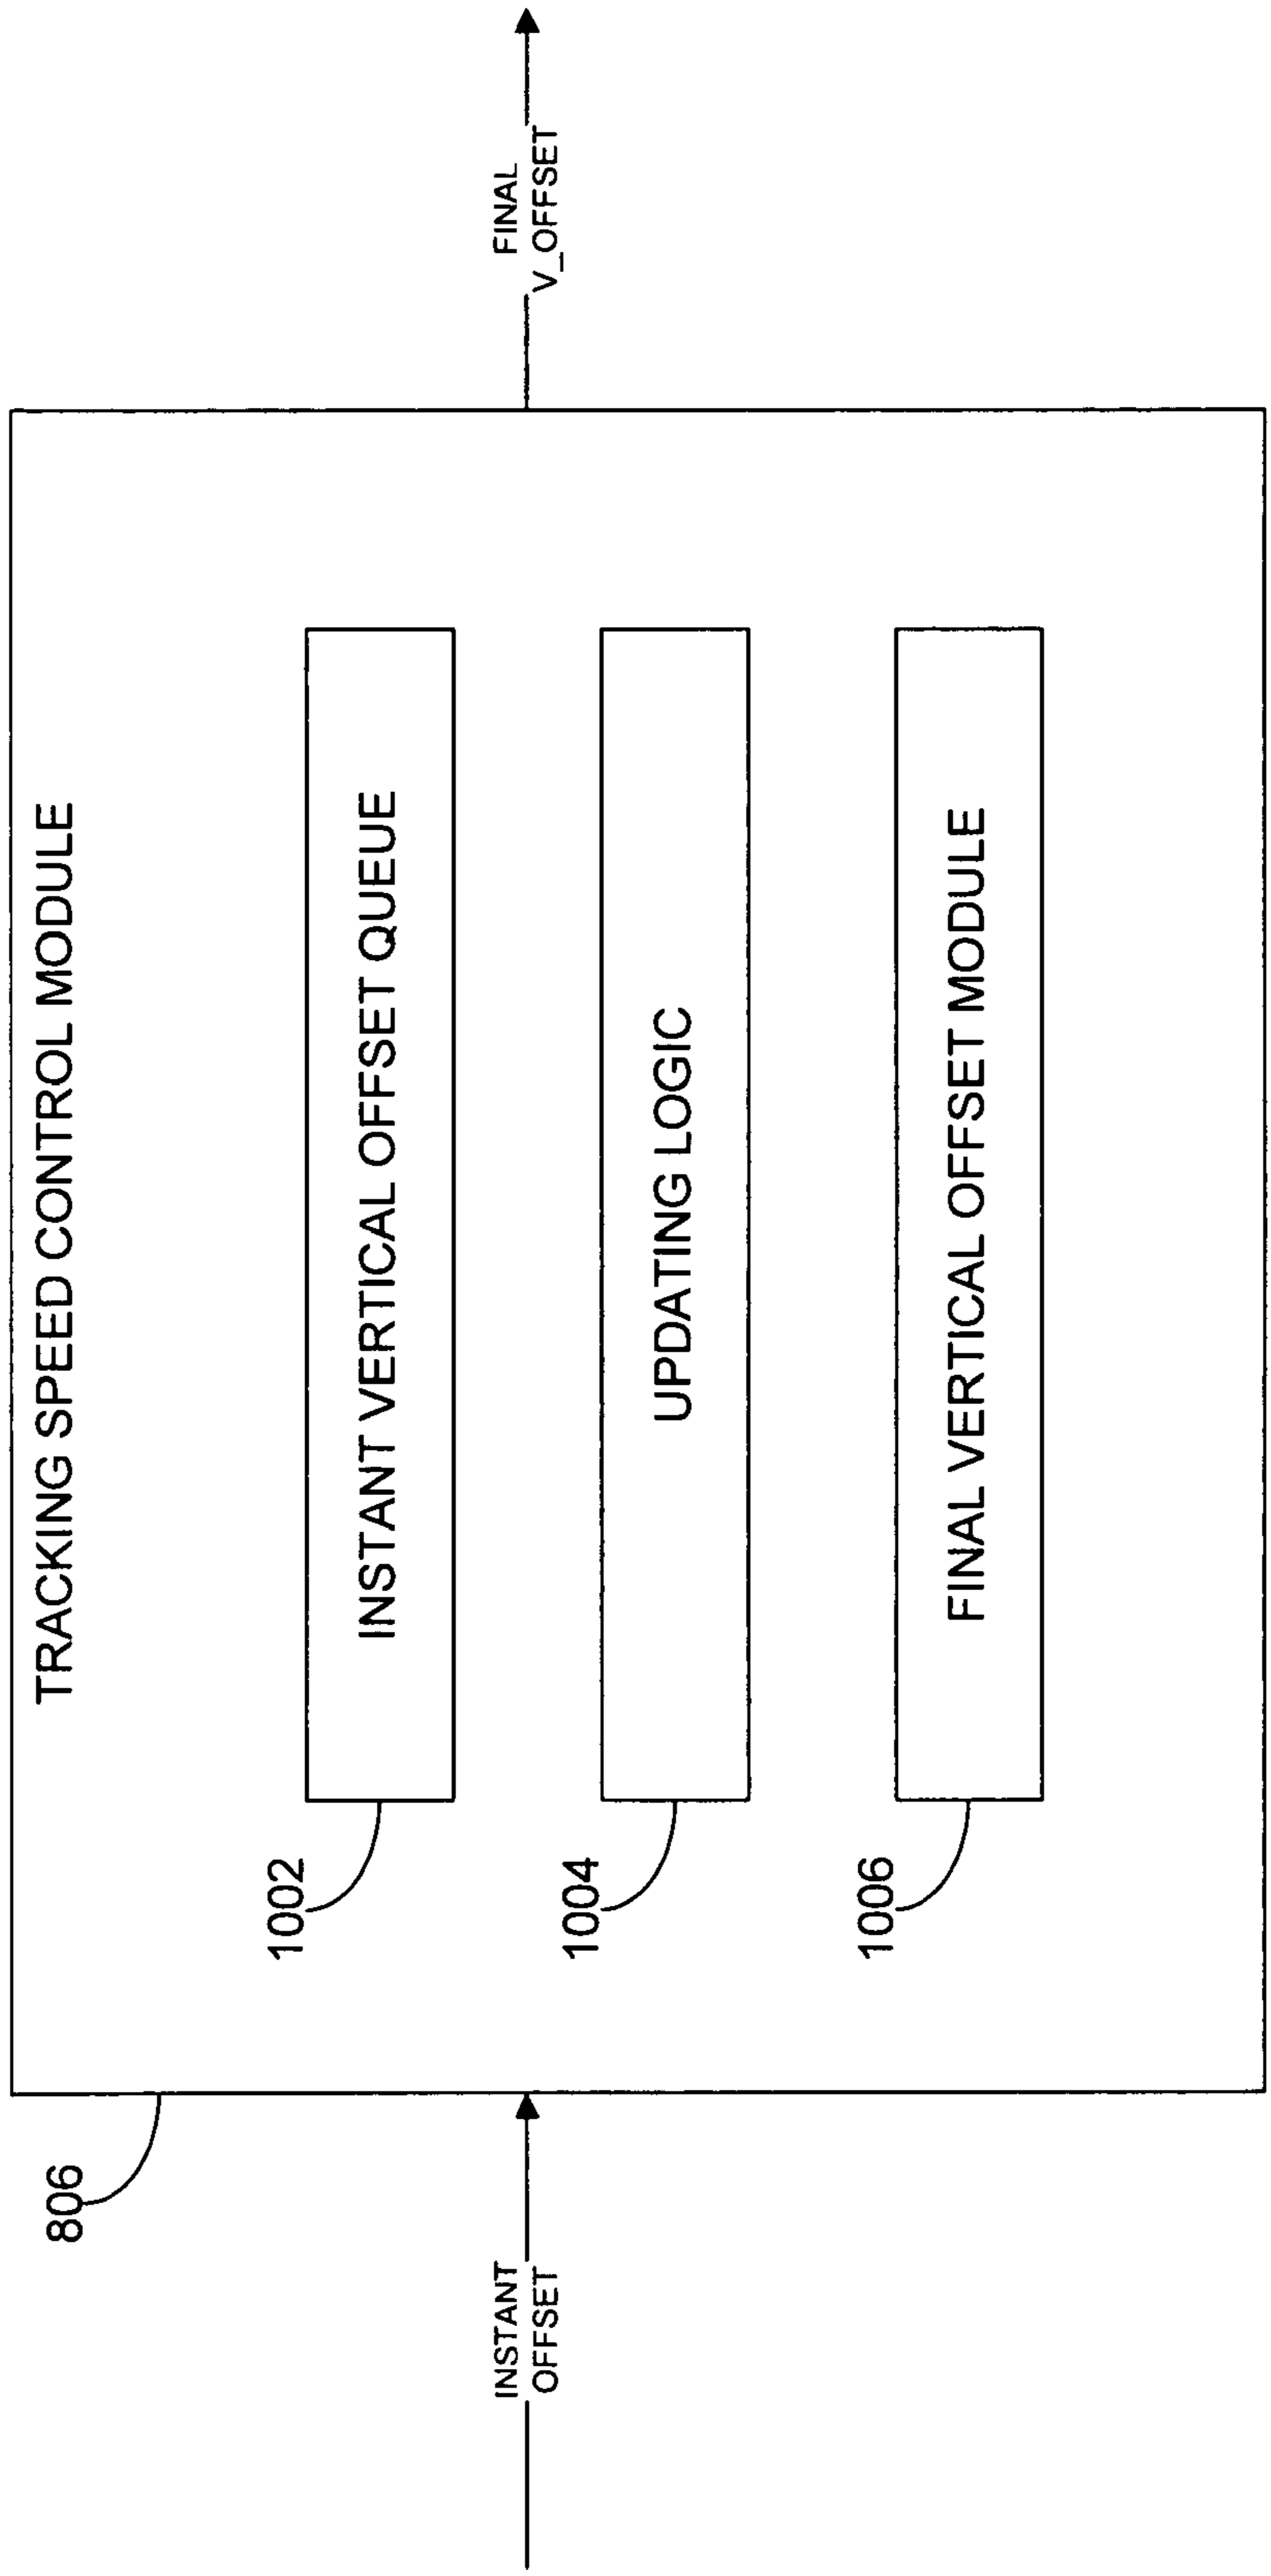 TRACKING SPEED CONTROL MODULE
806
1002
INSTANT VERTICAL OFFSET QUEUE
INSTANT
OFFSET
FINAL
V_OFFSET
1004
UPDATING LOGIC
1006
FINAL VERTICAL OFFSET MODULE